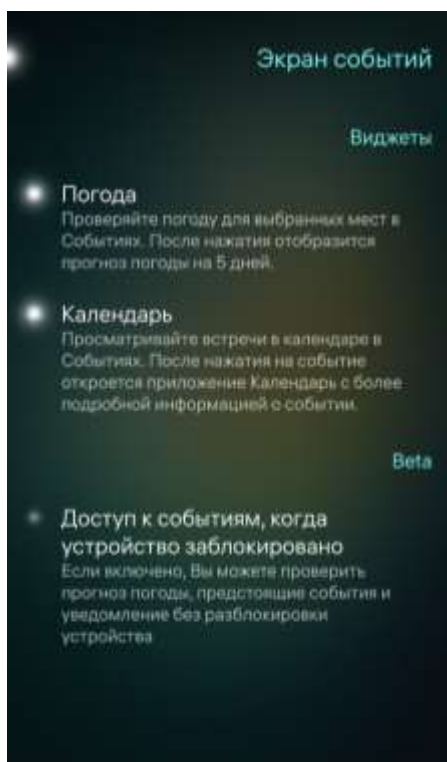 Экран событий
Виджеты
Погода
Проверяйте погоду для выбранных мест в
Событиях. После нажатия отобразится
прогноз погоды на 5 дней.
Календарь
Просматривайте встречи в календаре в
Событиях. После нажатия на событие
откроется приложение Календарь с более
подробной информацией о событии.
Beta
Доступ к событиям, когда
устройство заблокировано
Если включено, Вы можете проверить
прогноз погоды, предстоящие события и
уведомление без разблокировки
устройства